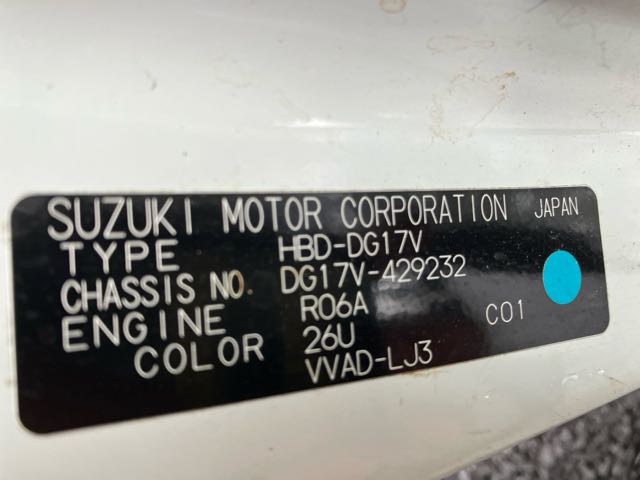 SUZUKI MOTOR CORPORATION JAPAN
TYPE HBD-DG17V
CHASSIS NO. DG17V-429232
ENGINE R06A
COLOR 26U C01
VVAD-LJ3